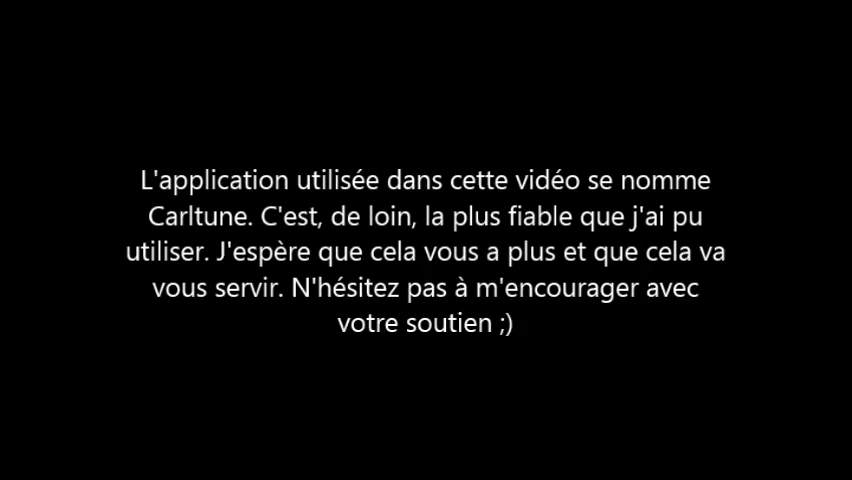 L'application utilisée dans cette vidéo se nomme
Carltune. C'est, de loin, la plus fiable que j'ai pu
utiliser. J'espère que cela vous a plus et que cela va
vous servir. N'hésitez pas à m'encourager avec
votre soutien ;)